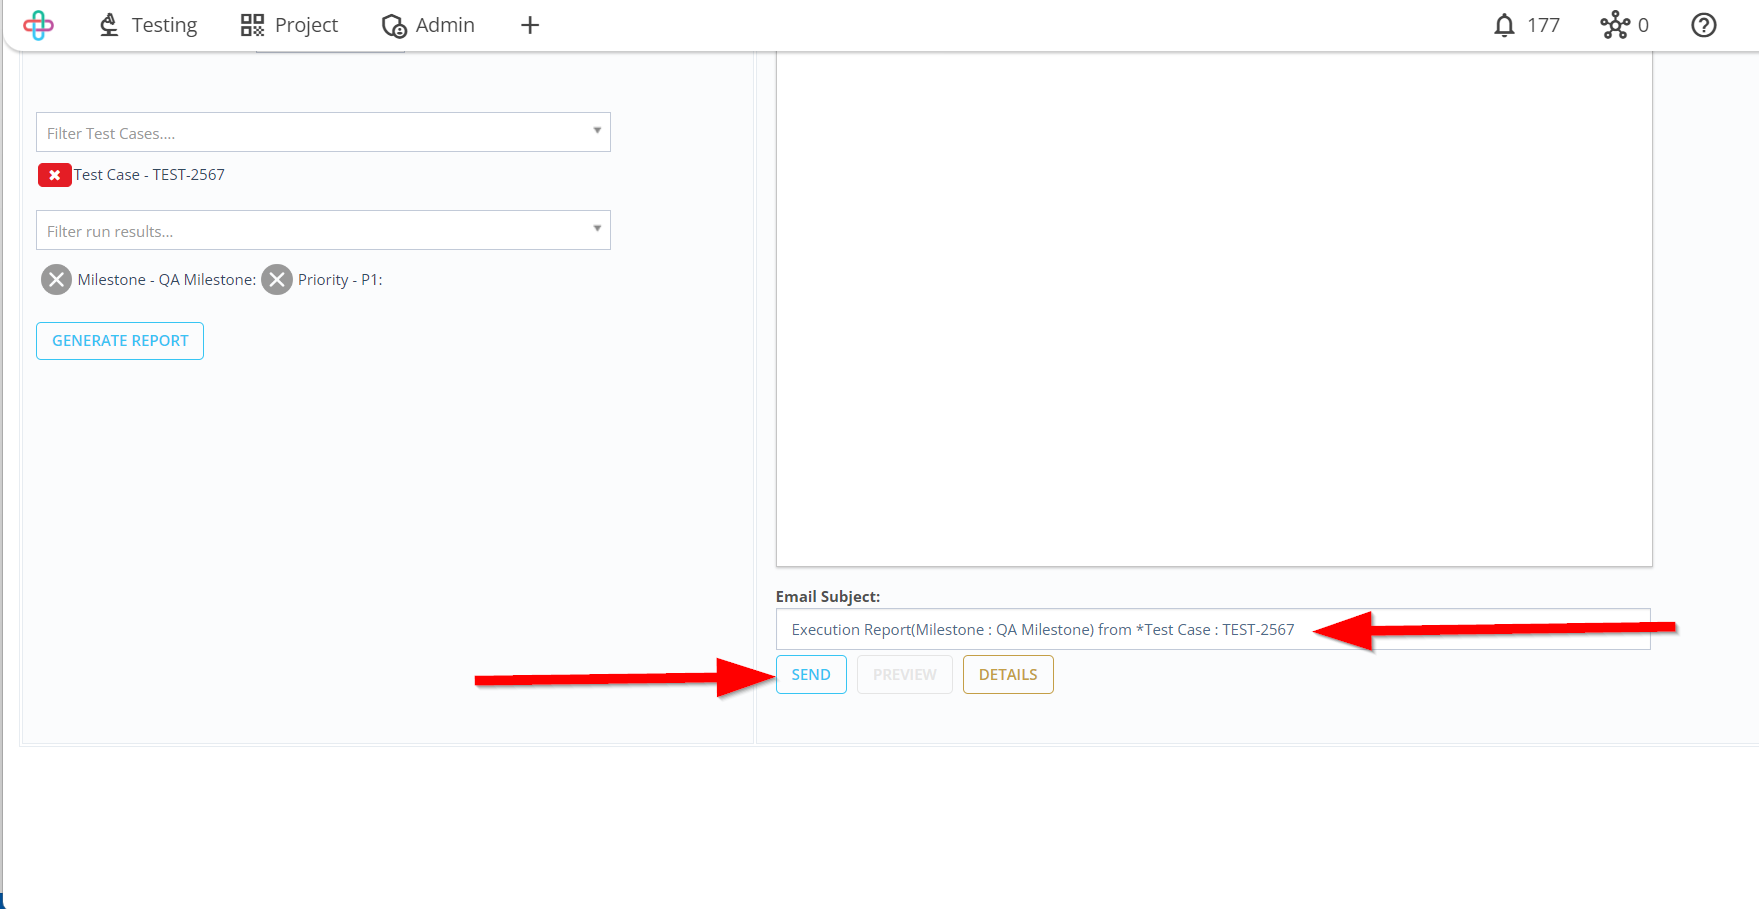 Testing Project Admin 177 0
Filter Test Cases....
Test Case - TEST-2567
Filter run results...
Milestone - QA Milestone: Priority - P1:
GENERATE REPORT
Email Subject:
Execution Report(Milestone : QA Milestone) from *Test Case : TEST-2567
SEND PREVIEW DETAILS